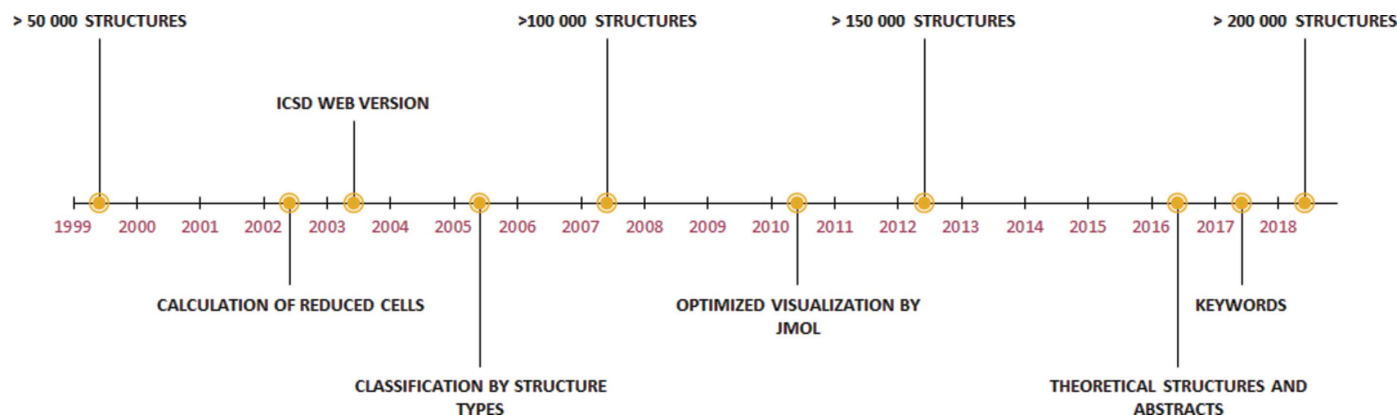 > 50 000 STRUCTURES
>100 000 STRUCTURES
> 150 000 STRUCTURES
> 200 000 STRUCTURES
ICSD WEB VERSION
1999 2000 2001 2002 2003 2004 2005 2006 2007 2008 2009 2010 2011 2012 2013 2014 2015 2016 2017 2018
CALCULATION OF REDUCED CELLS
OPTIMIZED VISUALIZATION BY
JMOL
KEYWORDS
CLASSIFICATION BY STRUCTURE
TYPES
THEORETICAL STRUCTURES AND
ABSTRACTS